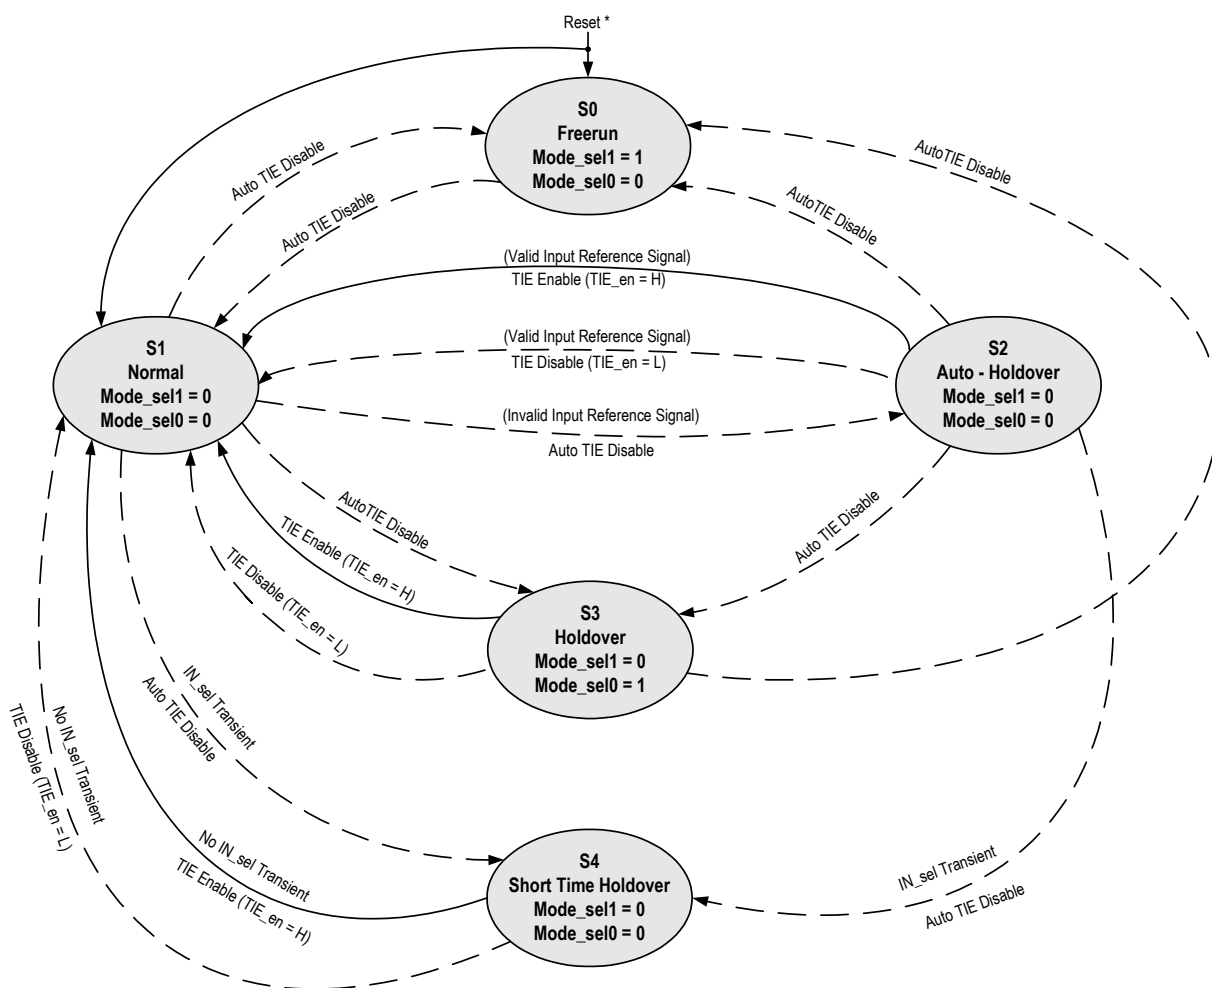 Reset *
S0
Freerun
Mode_sel1 = 1
Mode_sel0 = 0
Auto TIE Disable
Auto TIE Disable
AutoTIE Disable
AutoTIE Disable
(Valid Input Reference Signal)
TIE Enable (TIE_en = H)
S1
Normal
Mode_sel1 = 0
Mode_sel0 = 0
(Valid Input Reference Signal)
TIE Disable (TIE_en = L)
(Invalid Input Reference Signal)
Auto TIE Disable
S2
Auto - Holdover
Mode_sel1 = 0
Mode_sel0 = 0
AutoTIE Disable
TIE Enable (TIE_en = H)
TIE Disable (TIE_en = L)
Auto TIE Disable
S3
Holdover
Mode_sel1 = 0
Mode_sel0 = 1
IN_sel Transient
Auto TIE Disable
No IN_sel Transient
TIE Disable (TIE_en = L)
No IN_sel Transient
TIE Enable (TIE_en = H)
S4
Short Time Holdover
Mode_sel1 = 0
Mode_sel0 = 0
IN_sel Transient
Auto TIE Disable